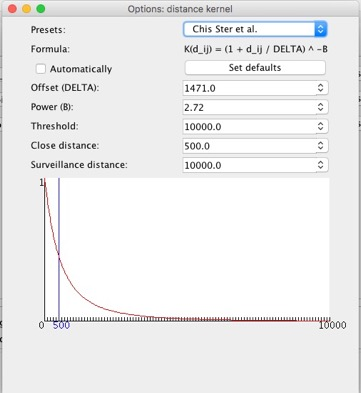 Options: distance kernel
Presets: Chis Ster et al.
Formula: K(d_ij) = (1 + d_ij / DELTA) ^ -B
Automatically Set defaults
Offset (DELTA): 1471.0
Power (B): 2.72
Threshold: 10000.0
Close distance: 500.0
Surveillance distance: 10000.0
1
0 500 10000